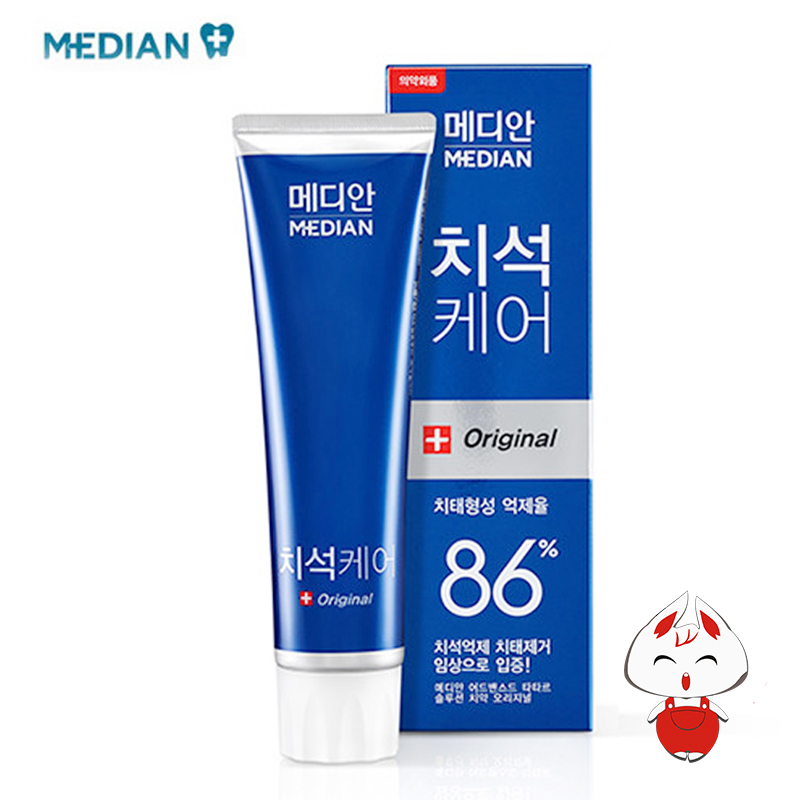 MEDIAN
의약외품
메디안
MEDIAN
치석
케어
Original
치태형성 억제율
86%
치석억제 치태제거
임상으로 입증!
메디안 어드밴스드 타타르
솔루션 치약 오리지널
메디안
MEDIAN
치석케어
Original